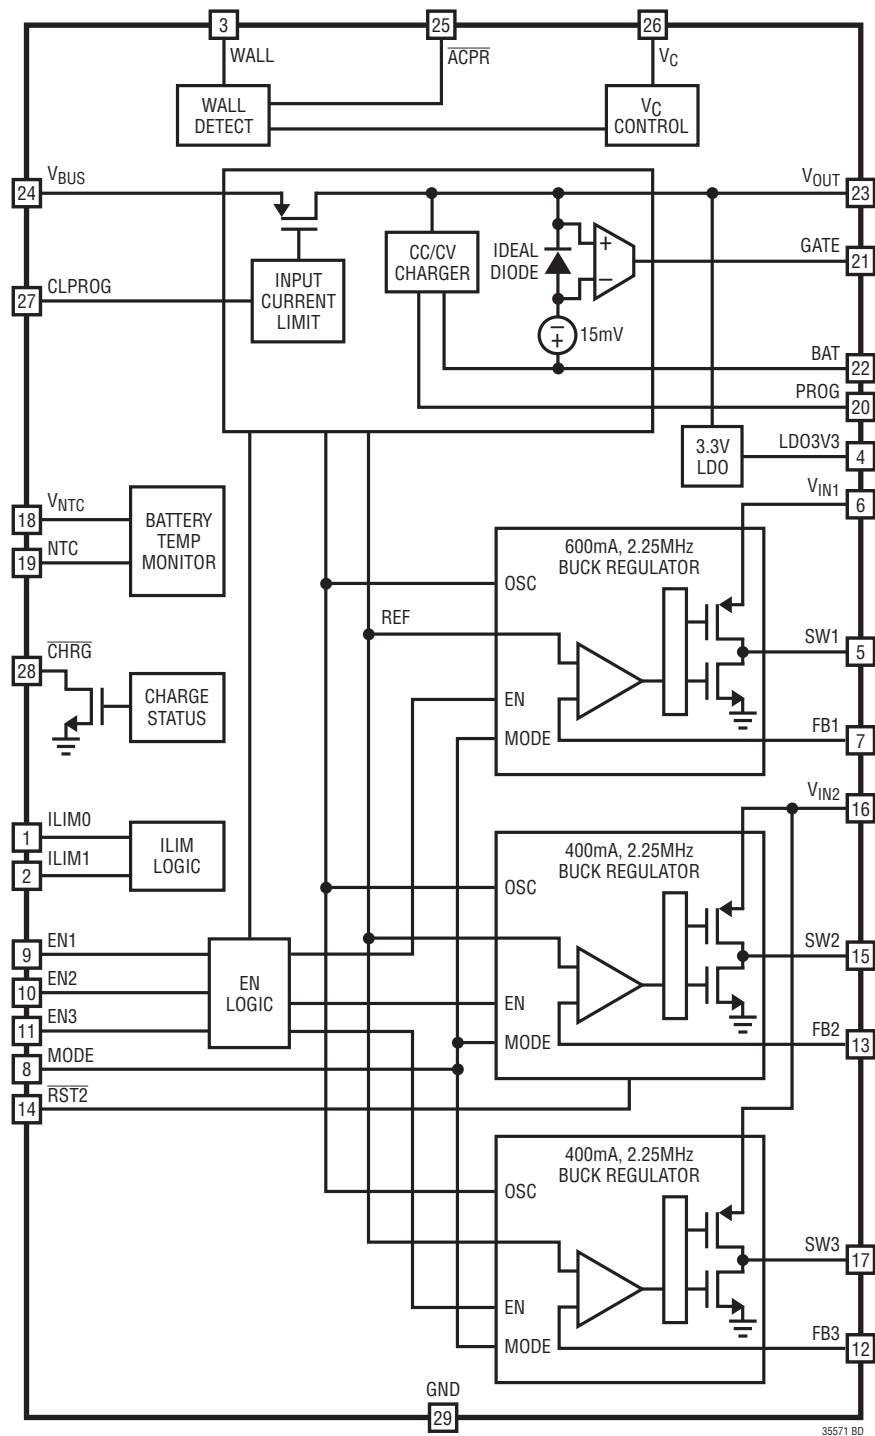 3
25
26
WALL
ACPR
VC
WALL
DETECT
VC
CONTROL
24
VBUS
VOUT
23
CC/CV
CHARGER
IDEAL
DIODE
+
−
GATE
21
27
CLPROG
INPUT
CURRENT
LIMIT
−
+
15mV
BAT
22
PROG
20
3.3V
LDO
LDO3V3
4
VIN1
6
18
VNTC
19
NTC
BATTERY
TEMP
MONITOR
600mA, 2.25MHz
BUCK REGULATOR
OSC
REF
SW1
5
28
CHRG
CHARGE
STATUS
EN
MODE
FB1
7
VIN2
16
1
ILIM0
2
ILIM1
ILIM
LOGIC
400mA, 2.25MHz
BUCK REGULATOR
OSC
9
EN1
10
EN2
11
EN3
8
MODE
14
RST2
EN
LOGIC
SW2
15
EN
MODE
FB2
13
400mA, 2.25MHz
BUCK REGULATOR
OSC
SW3
17
EN
MODE
FB3
12
GND
29
35571 BD